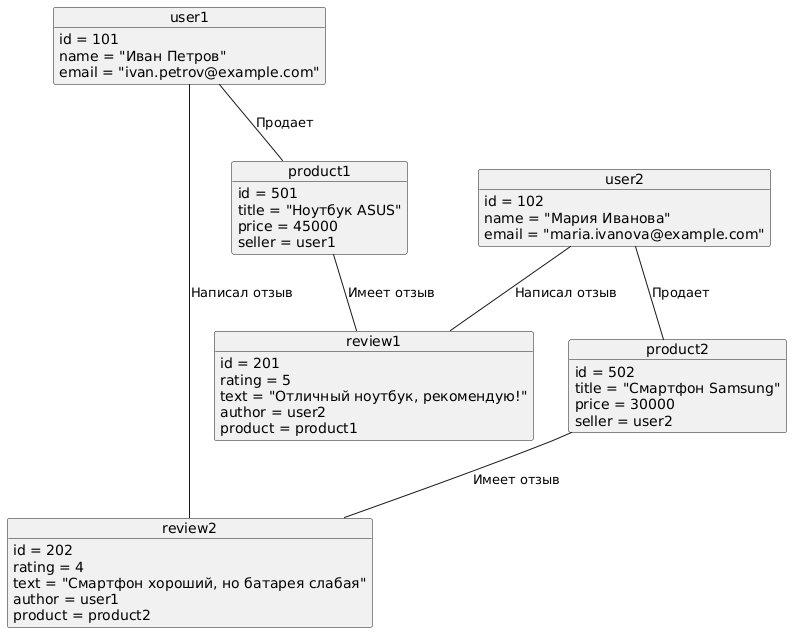 user1
id = 101
name = "Иван Петров"
email = "ivan.petrov@example.com"
Продает
product1
id = 501
title = "Ноутбук ASUS"
price = 45000
seller = user1
user2
id = 102
name = "Мария Иванова"
email = "maria.ivanova@example.com"
Написал отзыв
Имеет отзыв
Написал отзыв
Продает
review1
id = 201
rating = 5
text = "Отличный ноутбук, рекомендую!"
author = user2
product = product1
product2
id = 502
title = "Смартфон Samsung"
price = 30000
seller = user2
Имеет отзыв
review2
id = 202
rating = 4
text = "Смартфон хороший, но батарея слабая"
author = user1
product = product2